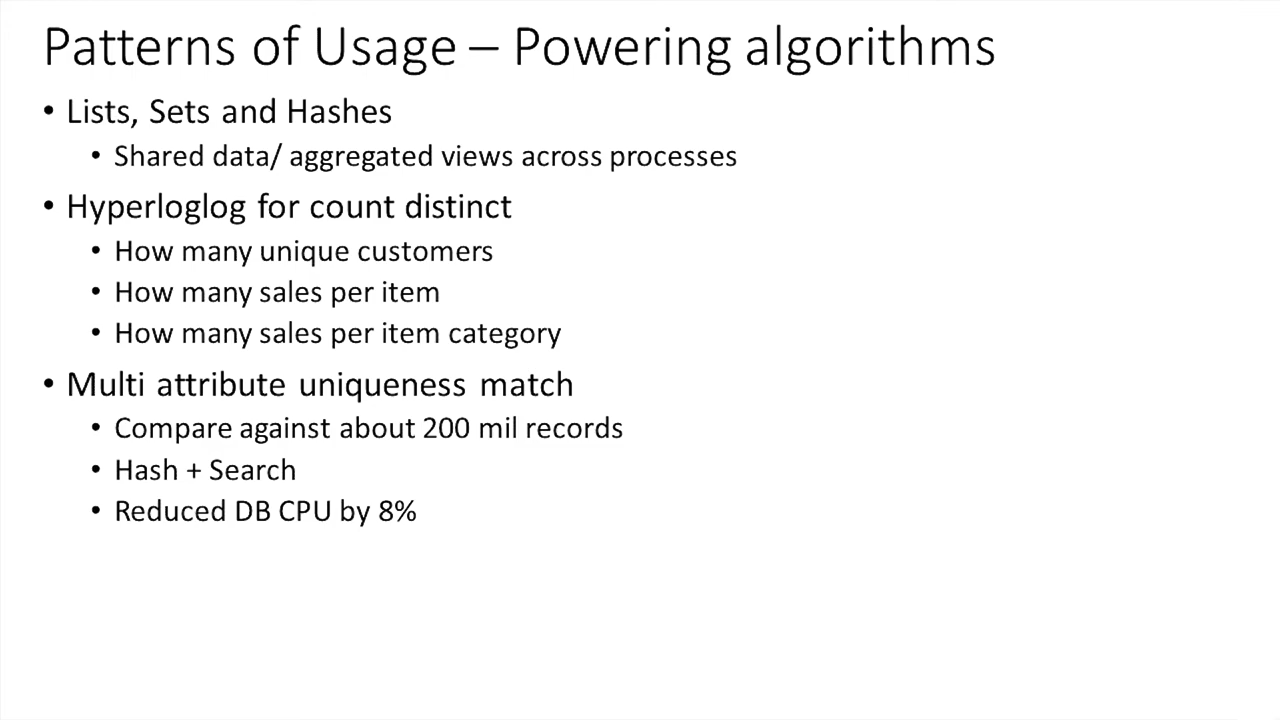 Patterns of Usage – Powering algorithms
• Lists, Sets and Hashes
• Shared data/ aggregated views across processes
• Hyperloglog for count distinct
• How many unique customers
• How many sales per item
• How many sales per item category
• Multi attribute uniqueness match
• Compare against about 200 mil records
• Hash + Search
• Reduced DB CPU by 8%